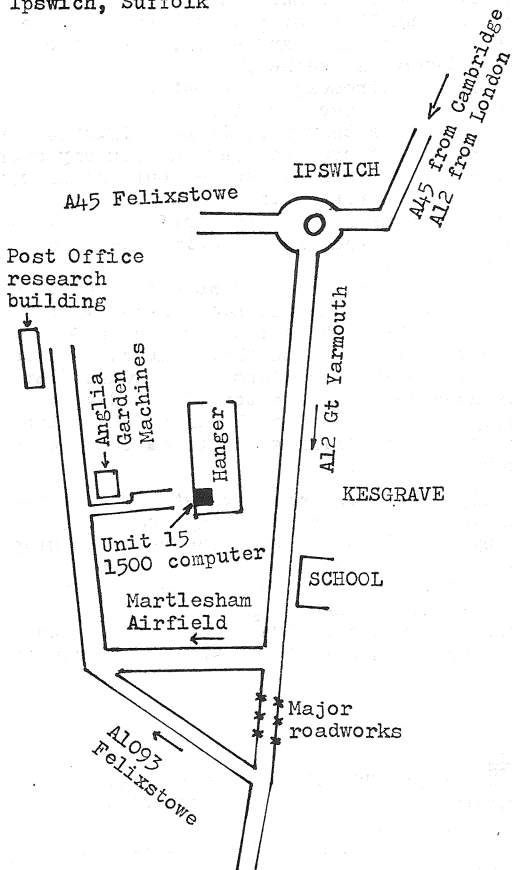 Ipswich, Suffolk
A45 from Cambridge
A12 from London
IPSWICH
A45 Felixstowe
Post Office
research
building
Anglia
Garden
Machines
Hanger
A12 Gt Yarmouth
KESGRAVE
Unit 15
1500 computer
SCHOOL
Martlesham
Airfield
Major
roadworks
A1093
Felixstowe